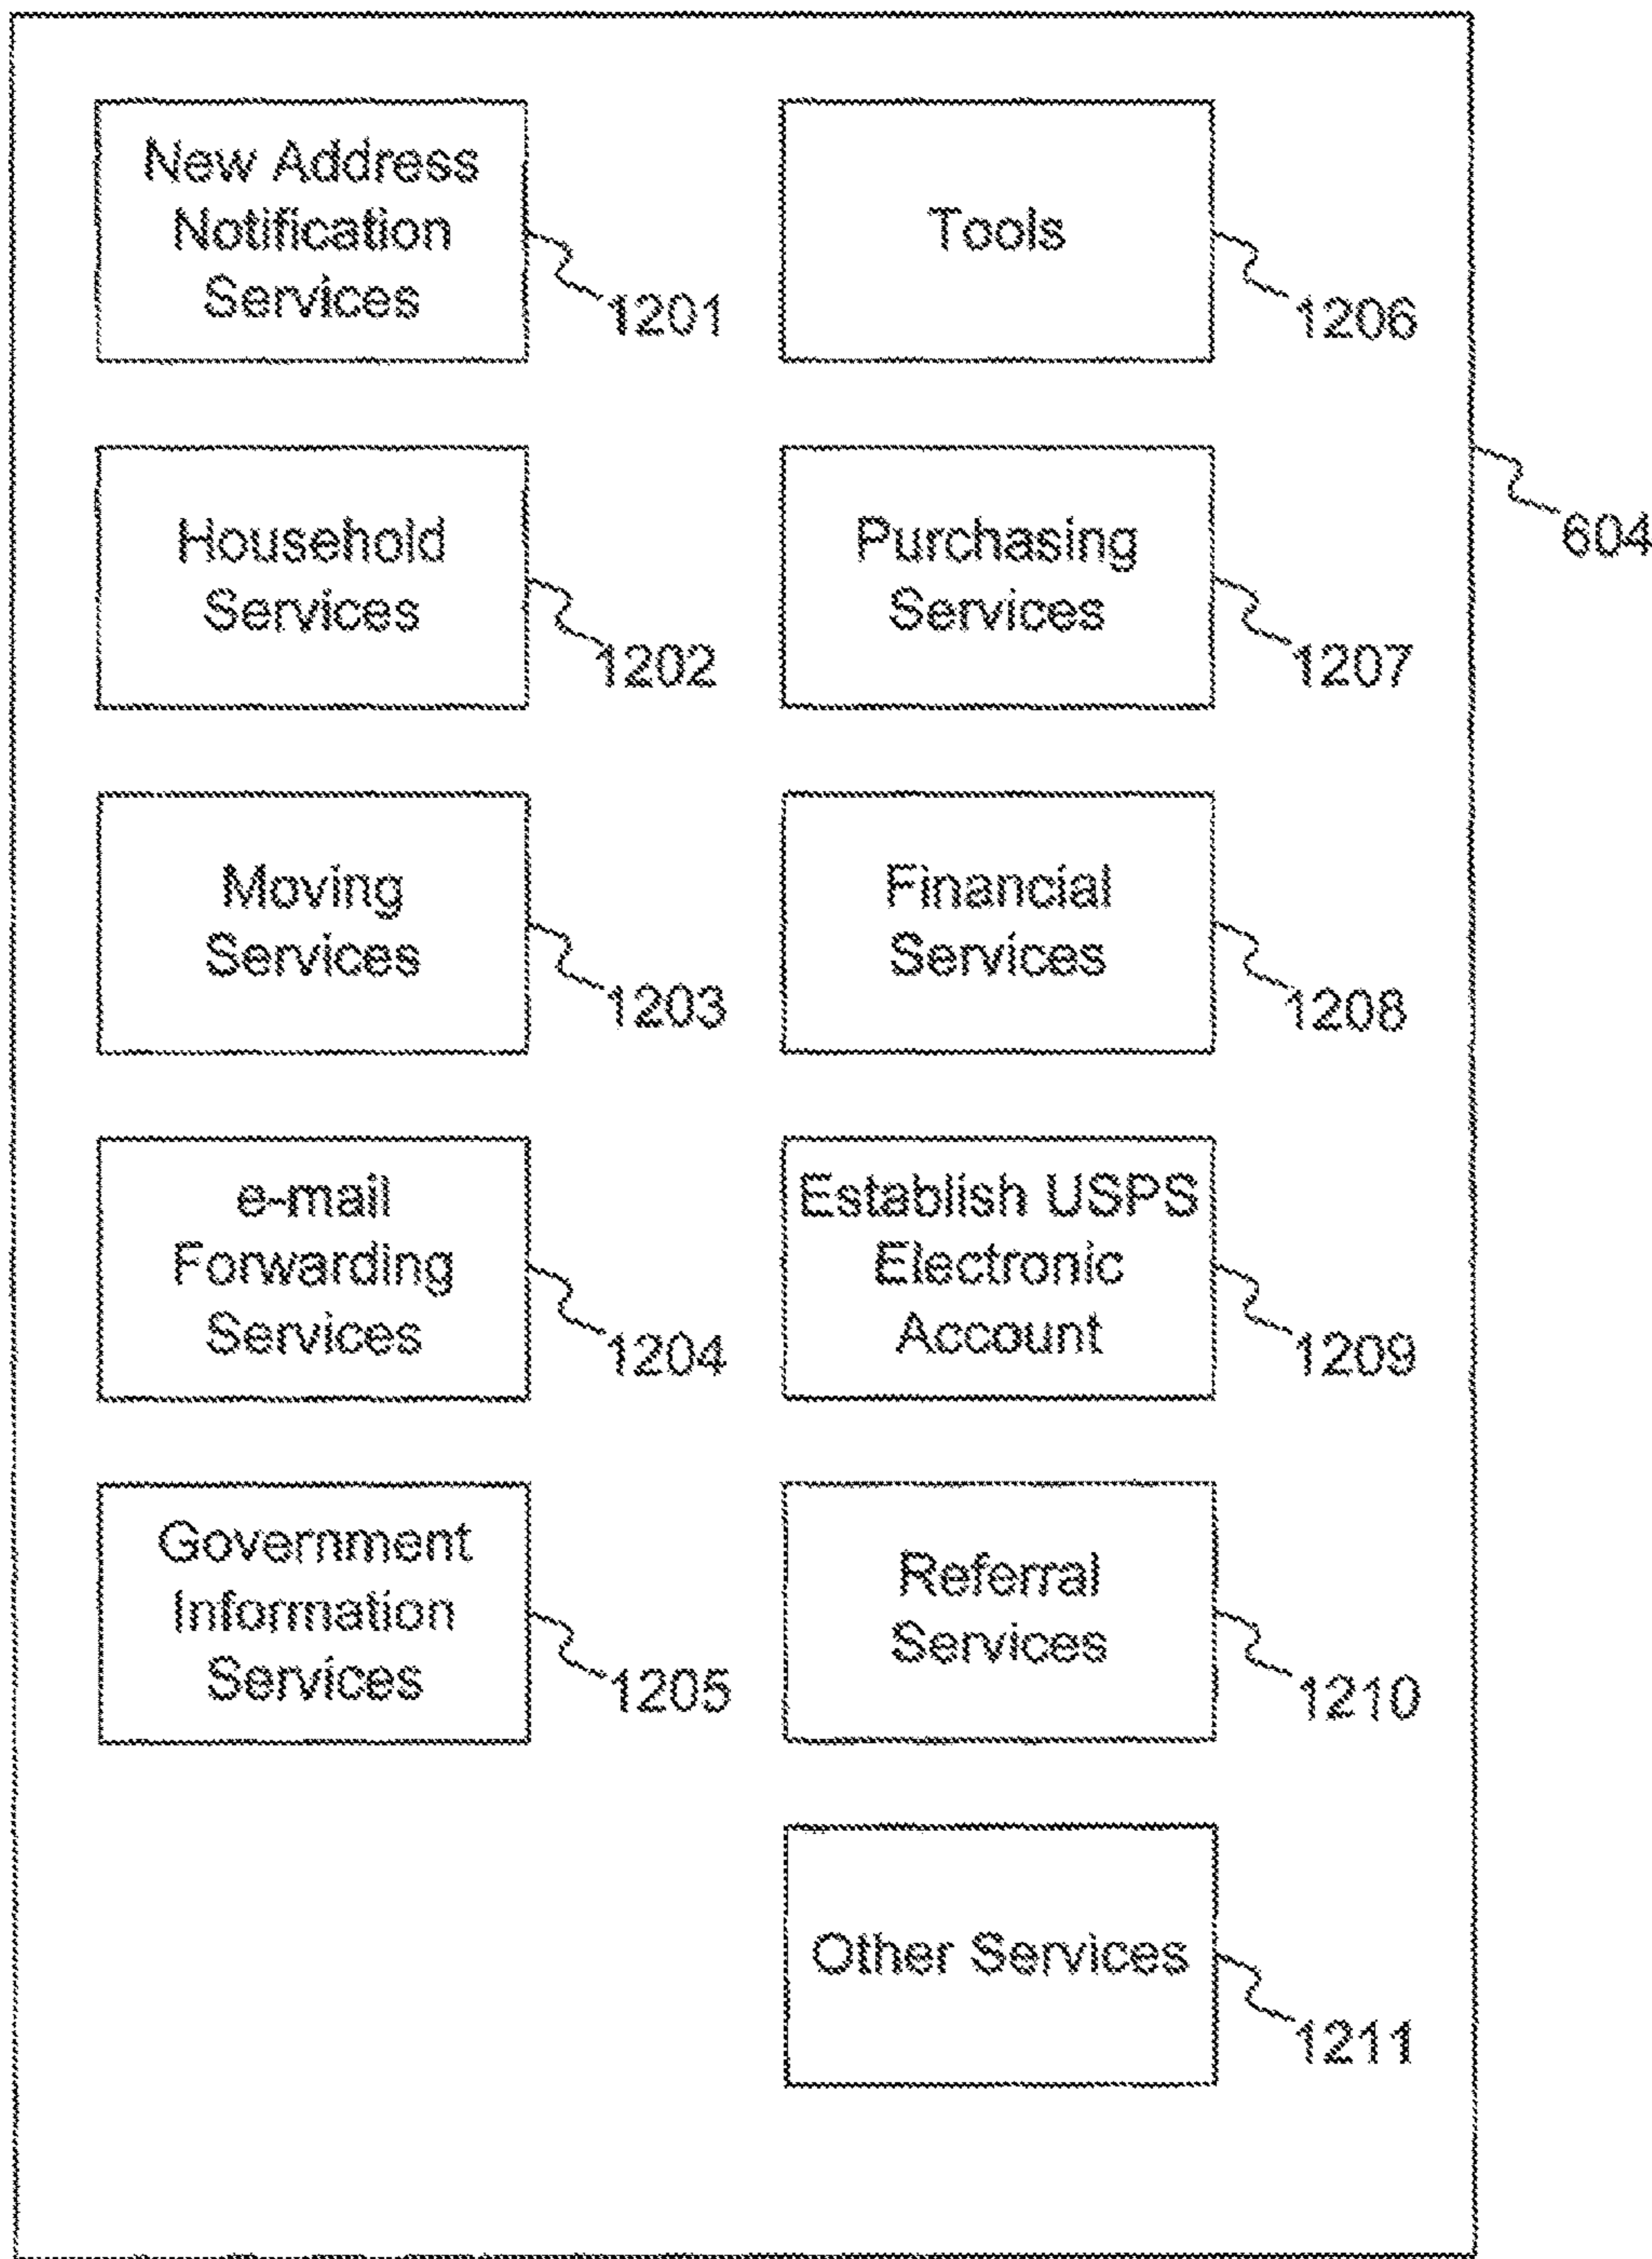 New Address
Notification
Services
1201
Tools
1206
Household
Services
1202
Purchasing
Services
1207
604
Moving
Services
1203
Financial
Services
1208
e-mail
Forwarding
Services
1204
Establish USPS
Electronic
Account
1209
Government
Information
Services
1205
Referral
Services
1210
Other Services
1211